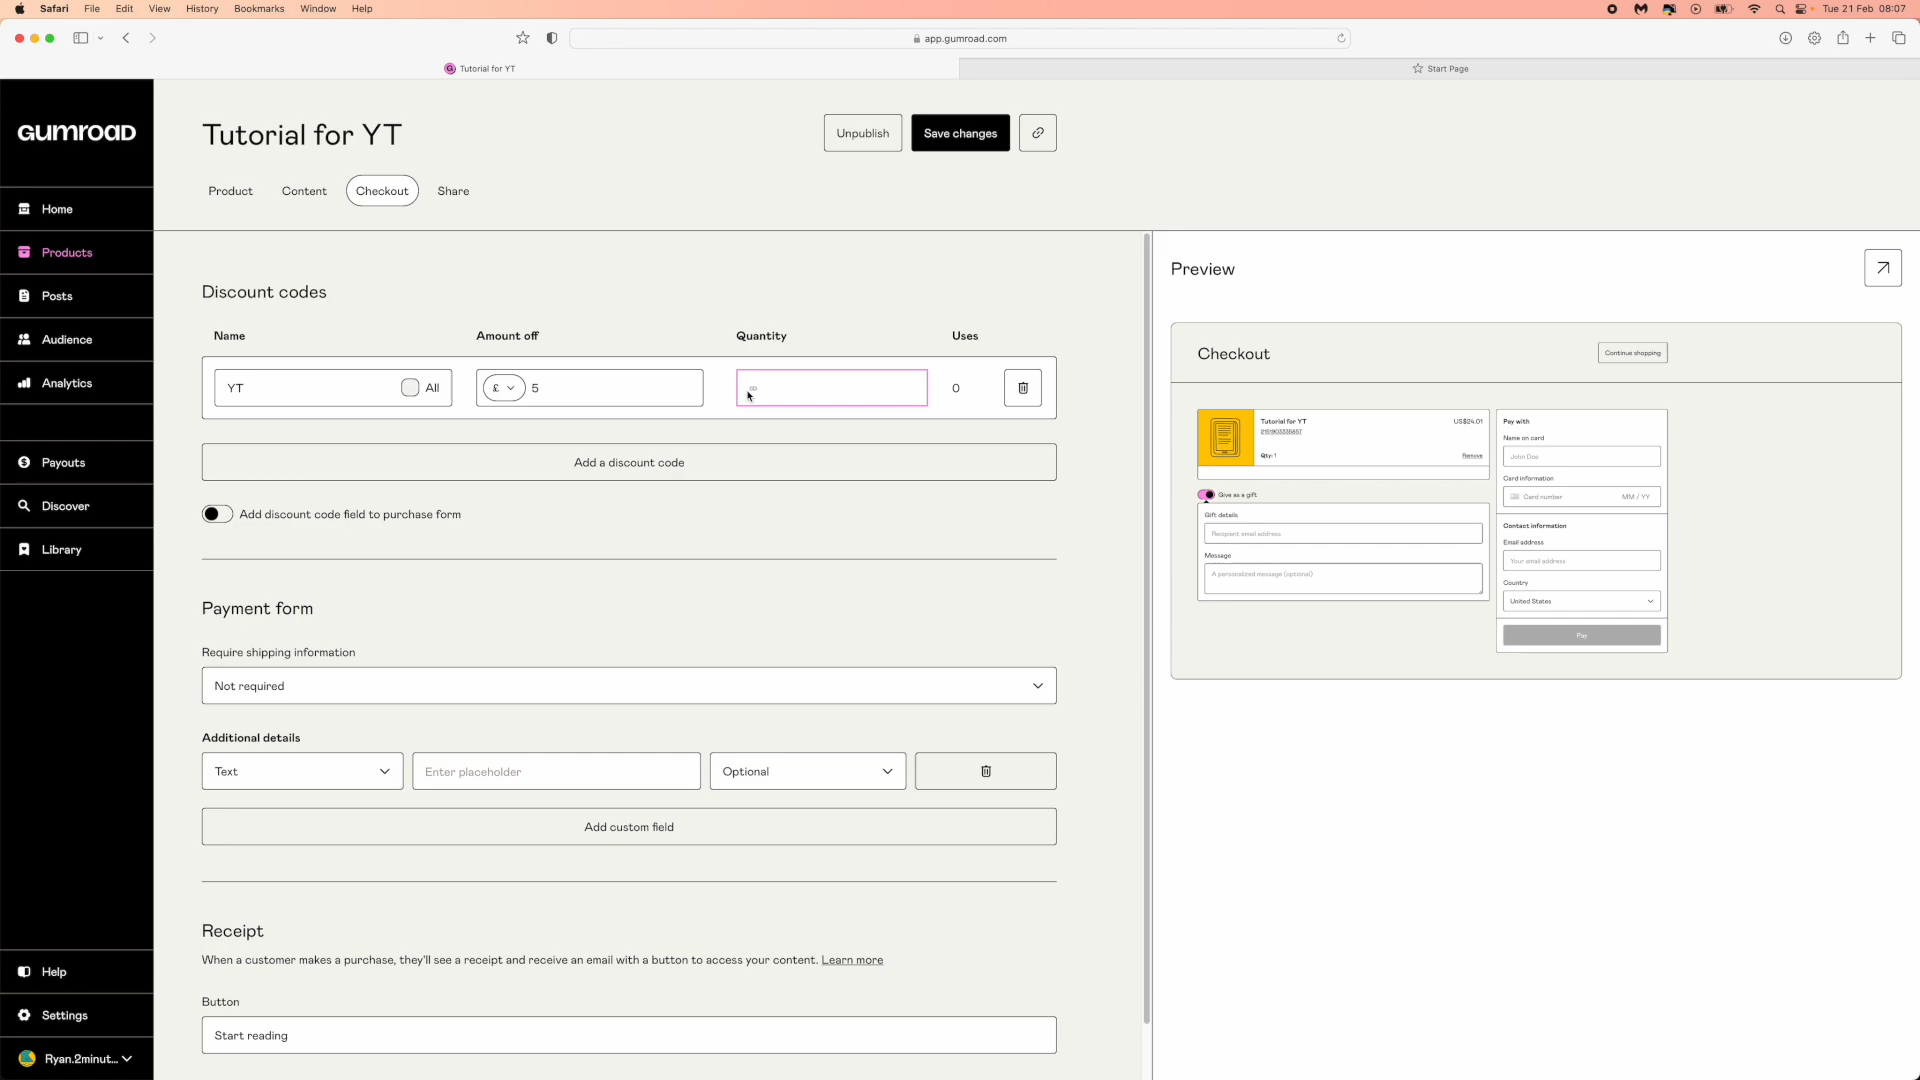 Safari File Edit View History Bookmarks Window Help
Tue 21 Feb 08:07
app.gumroad.com
Tutorial for YT
Start Page
GUMROAD
Home
Products
Posts
Audience
Analytics
Payouts
Discover
Library
Help
Settings
Ryan.2minut...
Tutorial for YT
Unpublish
Save changes
Product
Content
Checkout
Share
Discount codes
Name Amount off Quantity Uses
YT All £ 5 ∞ 0
Add a discount code
Add discount code field to purchase form
Payment form
Require shipping information
Not required
Additional details
Text Enter placeholder Optional
Add custom field
Receipt
When a customer makes a purchase, they'll see a receipt and receive an email with a button to access your content. Learn more
Button
Start reading
Preview
Checkout
Continue shopping
Tutorial for YT US$24.01
Qty: 1 Remove
Give as a gift
Gift details
Recipient email address
Message
A personalized message (optional)
Pay with
Name on card
John Doe
Card information
Card number MM / YY
Contact information
Email address
Your email address
Country
United States
Pay